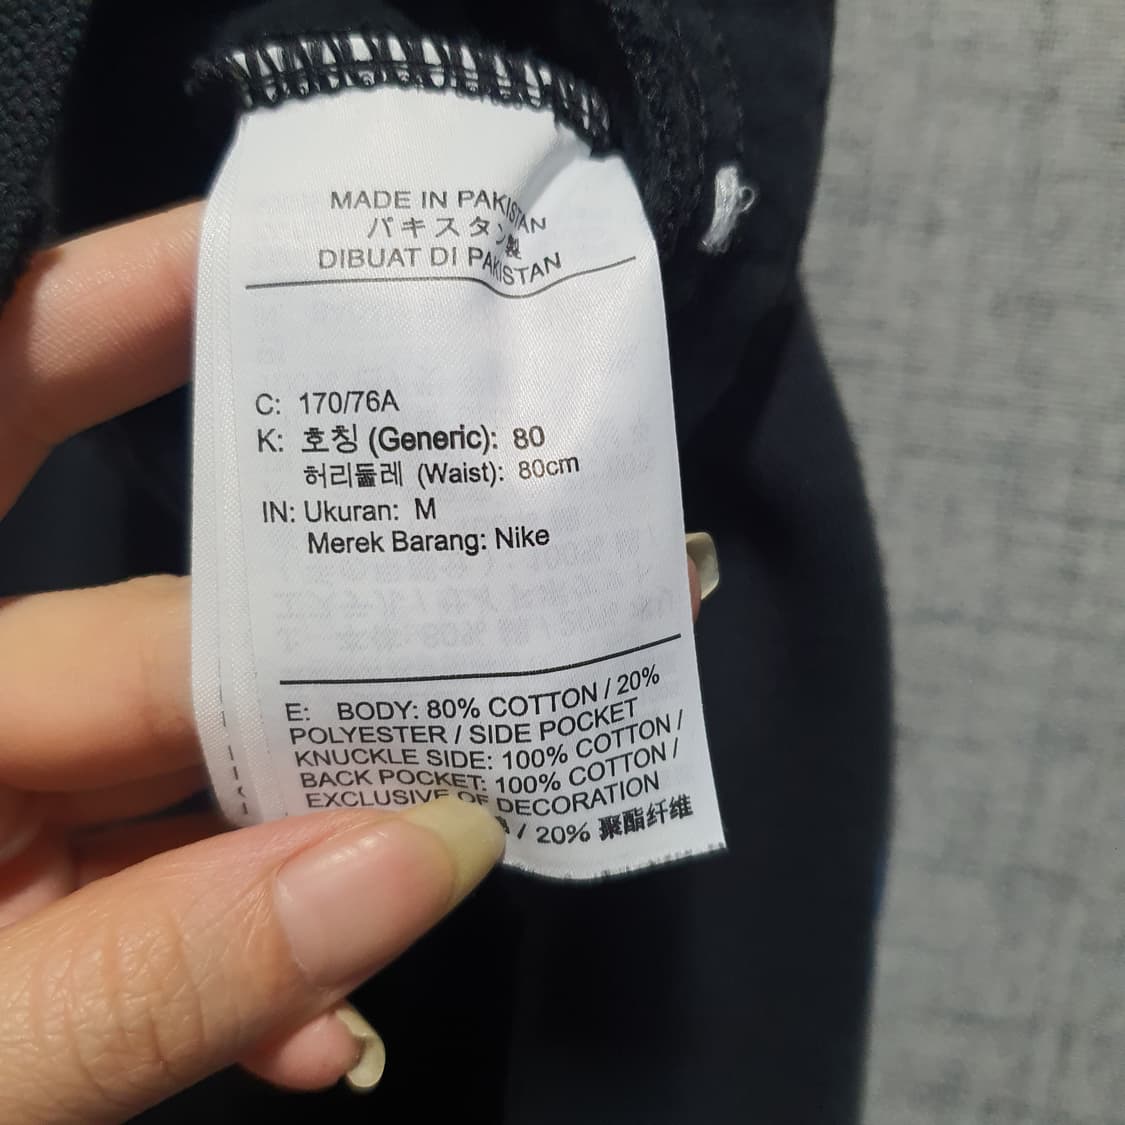 MADE IN PAKISTAN
パキスタン製
DIBUAT DI PAKISTAN
C: 170/76A
K: 호칭 (Generic): 80
허리둘레 (Waist): 80cm
IN: Ukuran: M
Merek Barang: Nike
E: BODY: 80% COTTON / 20%
POLYESTER / SIDE POCKET
KNUCKLE SIDE: 100% COTTON /
BACK POCKET: 100% COTTON /
EXCLUSIVE OF DECORATION
/ 20% 聚酯纤维